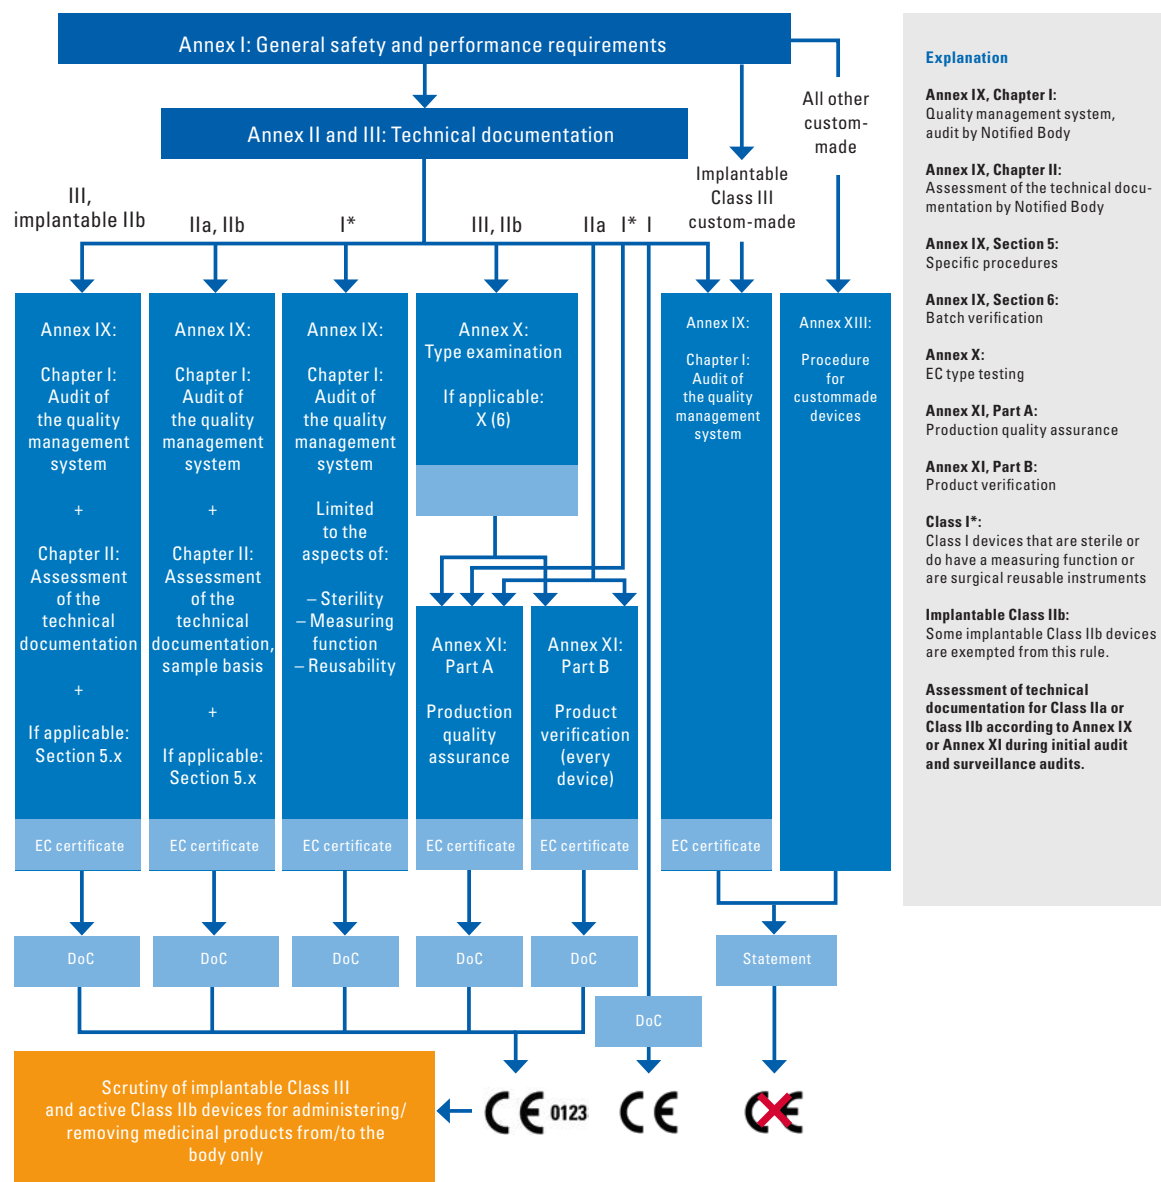 Annex I: General safety and performance requirements
Annex II and III: Technical documentation
All other
custom-
made
Implantable
Class III
custom-made
III,
implantable IIb
IIa, IIb
I*
III, IIb
IIa
I*
I
Annex IX:
Chapter I:
Audit of
the quality
management
system
+
Chapter II:
Assessment
of the
technical
documentation
+
If applicable:
Section 5.x
EC certificate
Annex IX:
Chapter I:
Audit of
the quality
management
system
+
Chapter II:
Assessment
of the
technical
documentation,
sample basis
+
If applicable:
Section 5.x
EC certificate
Annex IX:
Chapter I:
Audit of
the quality
management
system
Limited
to the
aspects of:
– Sterility
– Measuring
function
– Reusability
EC certificate
Annex X:
Type examination
If applicable:
X (6)
Annex XI:
Part A
Production
quality
assurance
EC certificate
Annex XI:
Part B
Product
verification
(every
device)
EC certificate
Annex IX:
Chapter I:
Audit of
the quality
management
system
EC certificate
Annex XIII:
Procedure
for
custommade
devices
DoC
DoC
DoC
DoC
DoC
DoC
Statement
Scrutiny of implantable Class III
and active Class IIb devices for administering/
removing medicinal products from/to the
body only
CE 0123
CE
CE
Explanation
Annex IX, Chapter I:
Quality management system,
audit by Notified Body
Annex IX, Chapter II:
Assessment of the technical docu-
mentation by Notified Body
Annex IX, Section 5:
Specific procedures
Annex IX, Section 6:
Batch verification
Annex X:
EC type testing
Annex XI, Part A:
Production quality assurance
Annex XI, Part B:
Product verification
Class I*:
Class I devices that are sterile or
do have a measuring function or
are surgical reusable instruments
Implantable Class IIb:
Some implantable Class IIb devices
are exempted from this rule.
Assessment of technical
documentation for Class IIa or
Class IIb according to Annex IX
or Annex XI during initial audit
and surveillance audits.